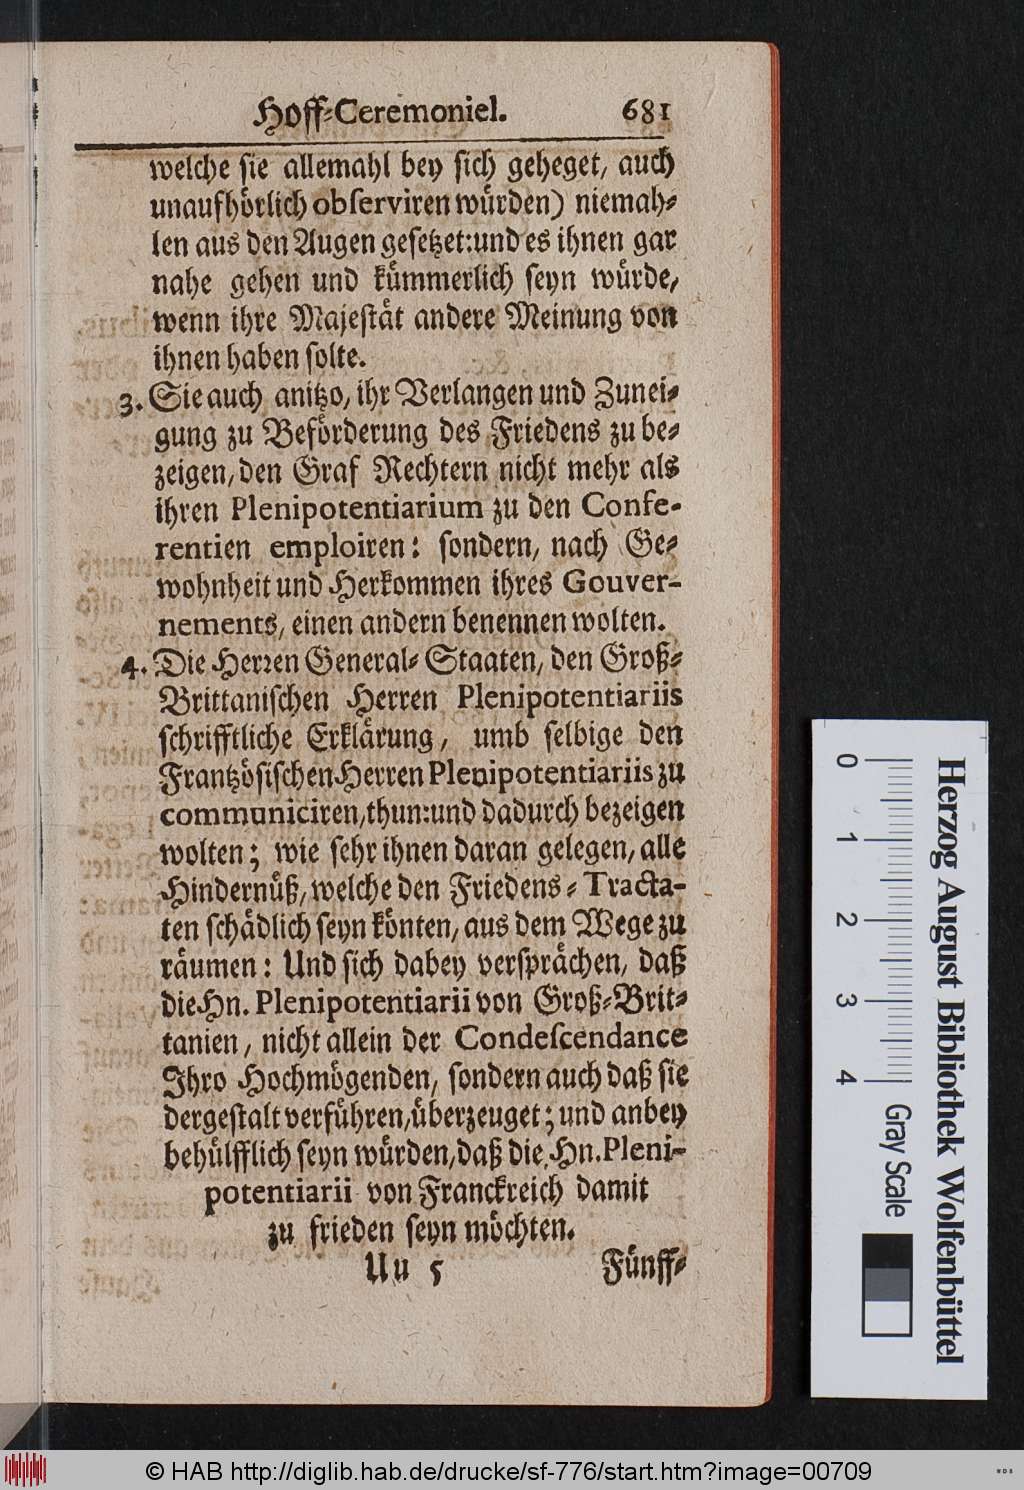 Hoff-Ceremoniel. 681
welche sie allemahl bey sich geheget, auch
unaufhörlich observiren würden) niemah-
len aus den Augen gesetzet: und es ihnen gar
nahe gehen und kümmerlich seyn würde,
wenn ihre Majestät andere Meinung von
ihnen haben solte.
3. Sie auch anitzo, ihr Verlangen und Zunei-
gung zu Beförderung des Friedens zu be-
zeigen, den Graf Rechtern nicht mehr als
ihren Plenipotentiarium zu den Confe-
rentien emploiren: sondern, nach Ge-
wohnheit und Herkommen ihres Gouver-
nements, einen andern benennen wolten.
4. Die Herren General-Staaten, den Groß-
Brittanischen Herren Plenipotentiariis
schrifftliche Erklärung, umb selbige den
Frantzösischen Herren Plenipotentiariis zu
communiciren, thun: und dadurch bezeigen
wolten; wie sehr ihnen daran gelegen, alle
Hindernüß, welche den Friedens-Tracta-
ten schädlich seyn könten, aus dem Wege zu
räumen: Und sich dabey versprächen, daß
die Hn. Plenipotentiarii von Groß-Brit-
tanien, nicht allein der Condescendance
Ihro Hochmögenden, sondern auch daß sie
dergestalt verführen, überzeuget; und anbey
behülfflich seyn würden, daß die Hn. Pleni-
potentiarii von Franckreich damit
zu frieden seyn möchten.
Uu 5 Fünff-
0 1 2 3 4
Gray Scale
Herzog August Bibliothek Wolfenbüttel
© HAB http://diglib.hab.de/drucke/sf-776/start.htm?image=00709